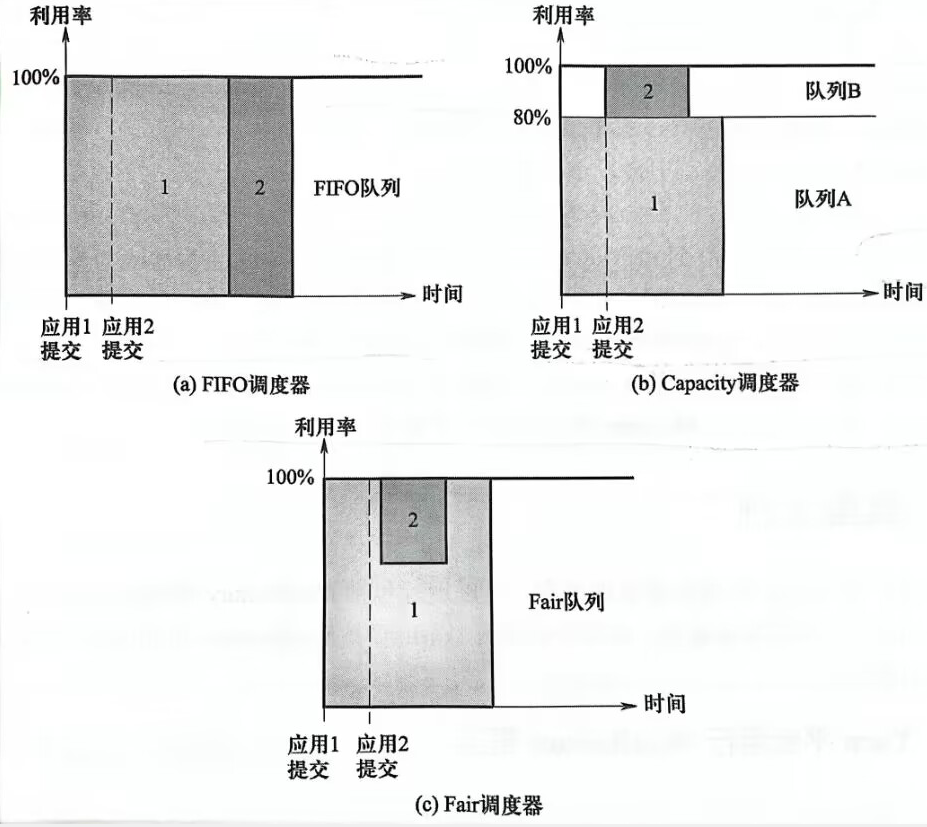 利用率
100%
1
2
FIFO队列
时间
应用1
提交
应用2
提交
(a) FIFO调度器
利用率
100%
80%
2
队列B
1
队列A
时间
应用1
提交
应用2
提交
(b) Capacity调度器
利用率
100%
2
1
Fair队列
时间
应用1
提交
应用2
提交
(c) Fair调度器